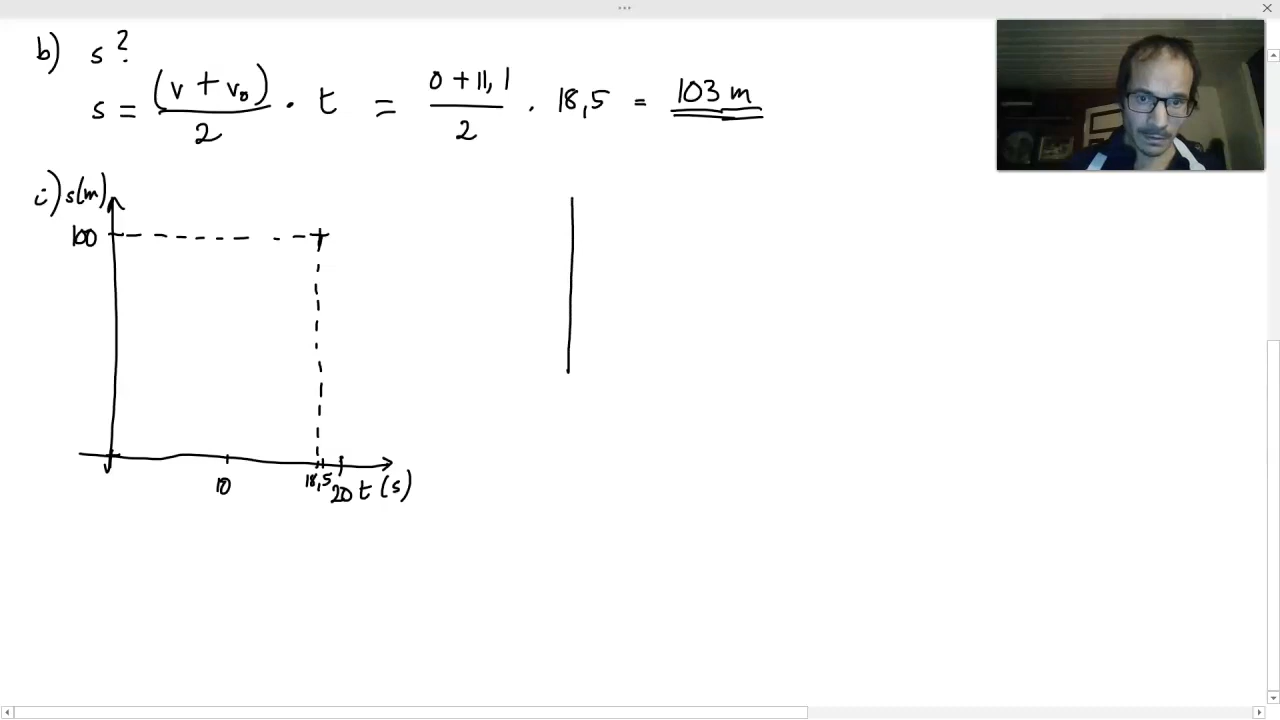 b) s?
s = (v + v₀)/2 · t = (0 + 11,1)/2 · 18,5 = 103 m
c) s(m)
100
10 18,5 20 t (s)